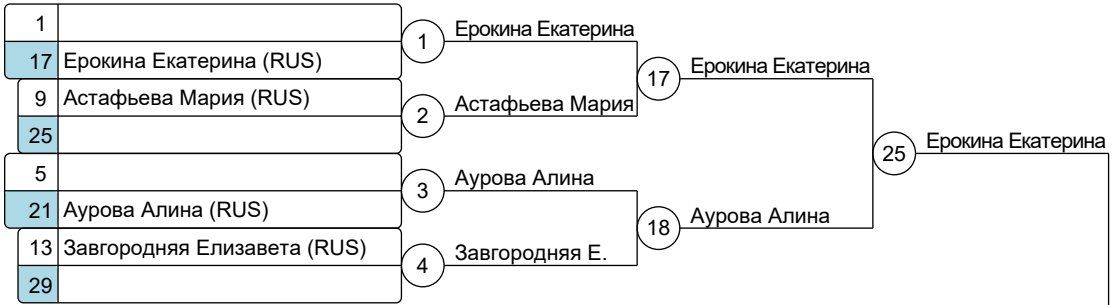 1
17 Ерокина Екатерина (RUS)
9 Астафьева Мария (RUS)
25
5
21 Аурова Алина (RUS)
13 Завгородняя Елизавета (RUS)
29
1 Ерокина Екатерина
2 Астафьева Мария
3 Аурова Алина
4 Завгородняя Е.
17 Ерокина Екатерина
18 Аурова Алина
25 Ерокина Екатерина